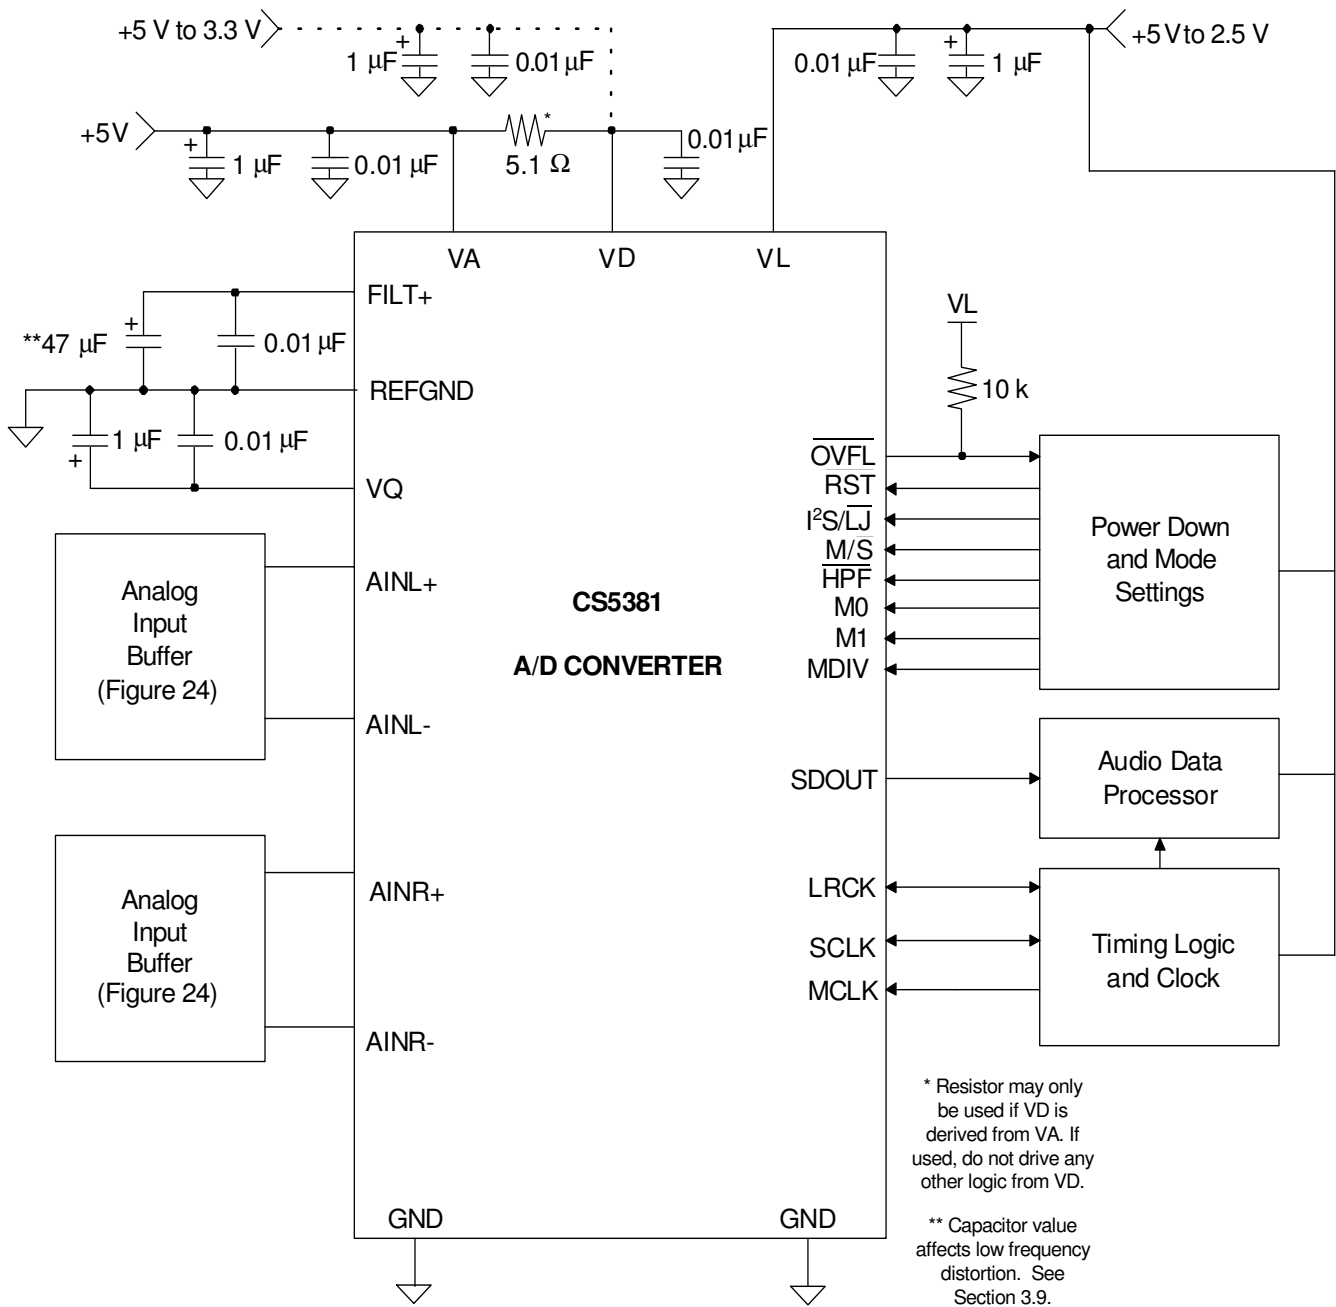 +5 V to 3.3 V
1 µF
0.01 µF
0.01 µF
1 µF
+5V to 2.5 V
+5V
1 µF
0.01 µF
5.1 Ω
*
0.01 µF
VA
VD
VL
FILT+
**47 µF
0.01 µF
REFGND
1 µF
0.01 µF
VQ
VL
10 k
OVFL
RST
I²S/LJ
M/S
HPF
M0
M1
MDIV
Power Down
and Mode
Settings
Analog
Input
Buffer
(Figure 24)
AINL+
AINL-
CS5381
A/D CONVERTER
SDOUT
Audio Data
Processor
Analog
Input
Buffer
(Figure 24)
AINR+
AINR-
LRCK
SCLK
MCLK
Timing Logic
and Clock
* Resistor may only
be used if VD is
derived from VA. If
used, do not drive any
other logic from VD.
** Capacitor value
affects low frequency
distortion. See
Section 3.9.
GND
GND
+
+
+
+
+